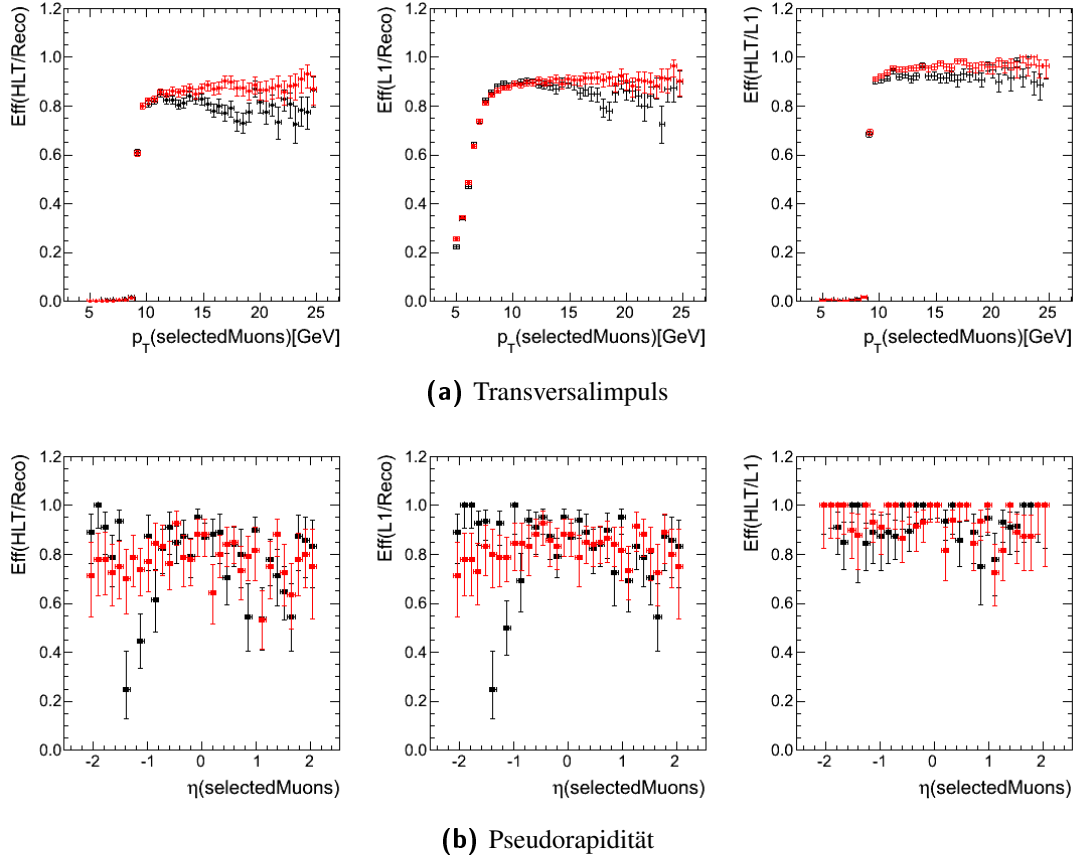 Eff(HLT/Reco)
1.2
1.0
0.8
0.6
0.4
0.2
0.0
5 10 15 20 25
p_T(selectedMuons)[GeV]
Eff(L1/Reco)
1.2
1.0
0.8
0.6
0.4
0.2
0.0
5 10 15 20 25
p_T(selectedMuons)[GeV]
Eff(HLT/L1)
1.2
1.0
0.8
0.6
0.4
0.2
0.0
5 10 15 20 25
p_T(selectedMuons)[GeV]
(a) Transversalimpuls
Eff(HLT/Reco)
1.2
1.0
0.8
0.6
0.4
0.2
0.0
-2 -1 0 1 2
η(selectedMuons)
Eff(L1/Reco)
1.2
1.0
0.8
0.6
0.4
0.2
0.0
-2 -1 0 1 2
η(selectedMuons)
Eff(HLT/L1)
1.2
1.0
0.8
0.6
0.4
0.2
0.0
-2 -1 0 1 2
η(selectedMuons)
(b) Pseudorapidität